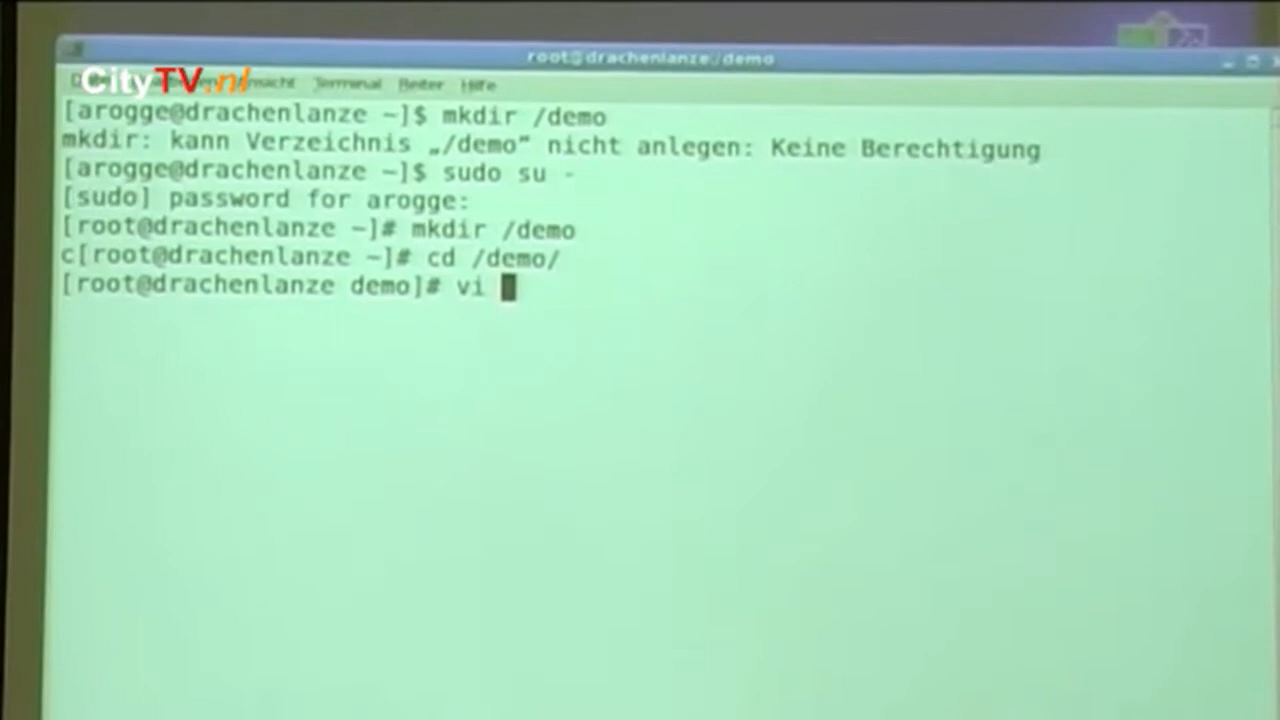 root@drachenlanze:/demo
CityTV.nl
Terminal Reiter Hilfe
[arogge@drachenlanze ~]$ mkdir /demo
mkdir: kann Verzeichnis „/demo“ nicht anlegen: Keine Berechtigung
[arogge@drachenlanze ~]$ sudo su -
[sudo] password for arogge:
[root@drachenlanze ~]# mkdir /demo
c[root@drachenlanze ~]# cd /demo/
[root@drachenlanze demo]# vi